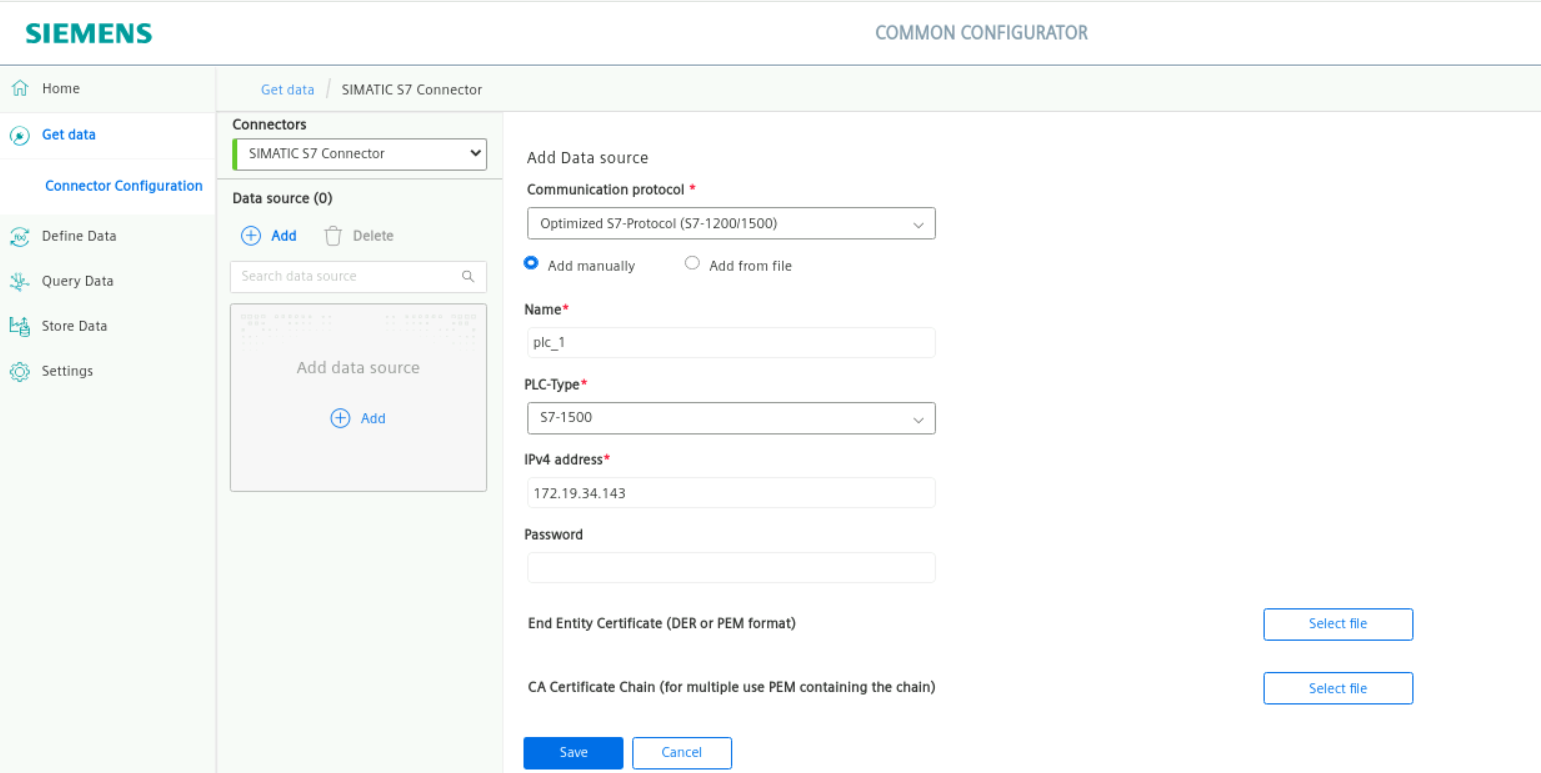 SIEMENS
COMMON CONFIGURATOR
Home
Get data
Connector Configuration
Define Data
Query Data
Store Data
Settings
Get data / SIMATIC S7 Connector
Connectors
SIMATIC S7 Connector
Data source (0)
Add Delete
Search data source
Add data source
Add
Add Data source
Communication protocol *
Optimized S7-Protocol (S7-1200/1500)
Add manually Add from file
Name*
plc_1
PLC-Type*
S7-1500
IPv4 address*
172.19.34.143
Password
End Entity Certificate (DER or PEM format) Select file
CA Certificate Chain (for multiple use PEM containing the chain) Select file
Save Cancel